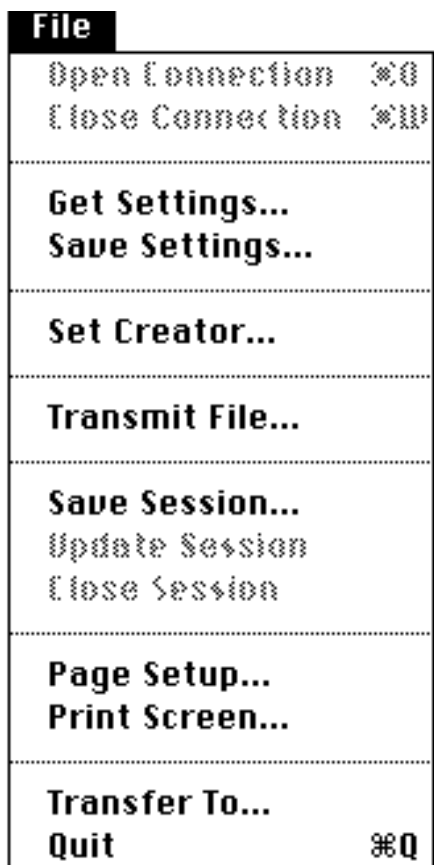 File
Open Connection ⌘O
Close Connection ⌘W
Get Settings...
Save Settings...
Set Creator...
Transmit File...
Save Session...
Update Session
Close Session
Page Setup...
Print Screen...
Transfer To...
Quit ⌘Q